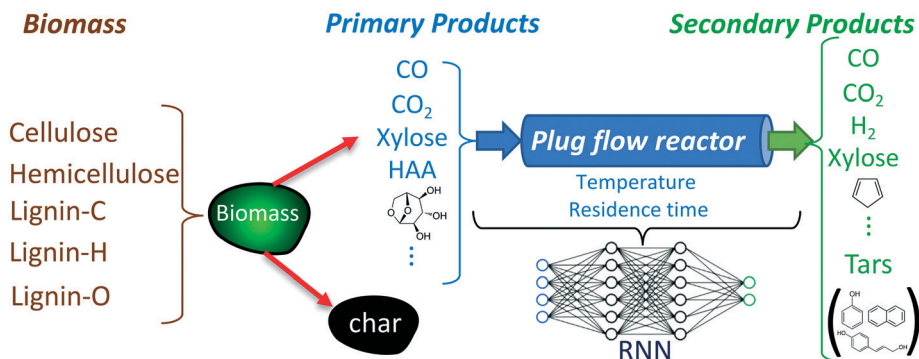 Biomass
Cellulose
Hemicellulose
Lignin-C
Lignin-H
Lignin-O
Biomass
char
Primary Products
CO
CO2
Xylose
HAA
OH
O
O
OH
OH
⋮
Plug flow reactor
Temperature
Residence time
RNN
Secondary Products
CO
CO2
H2
Xylose
⋮
Tars
OH
HO
OH